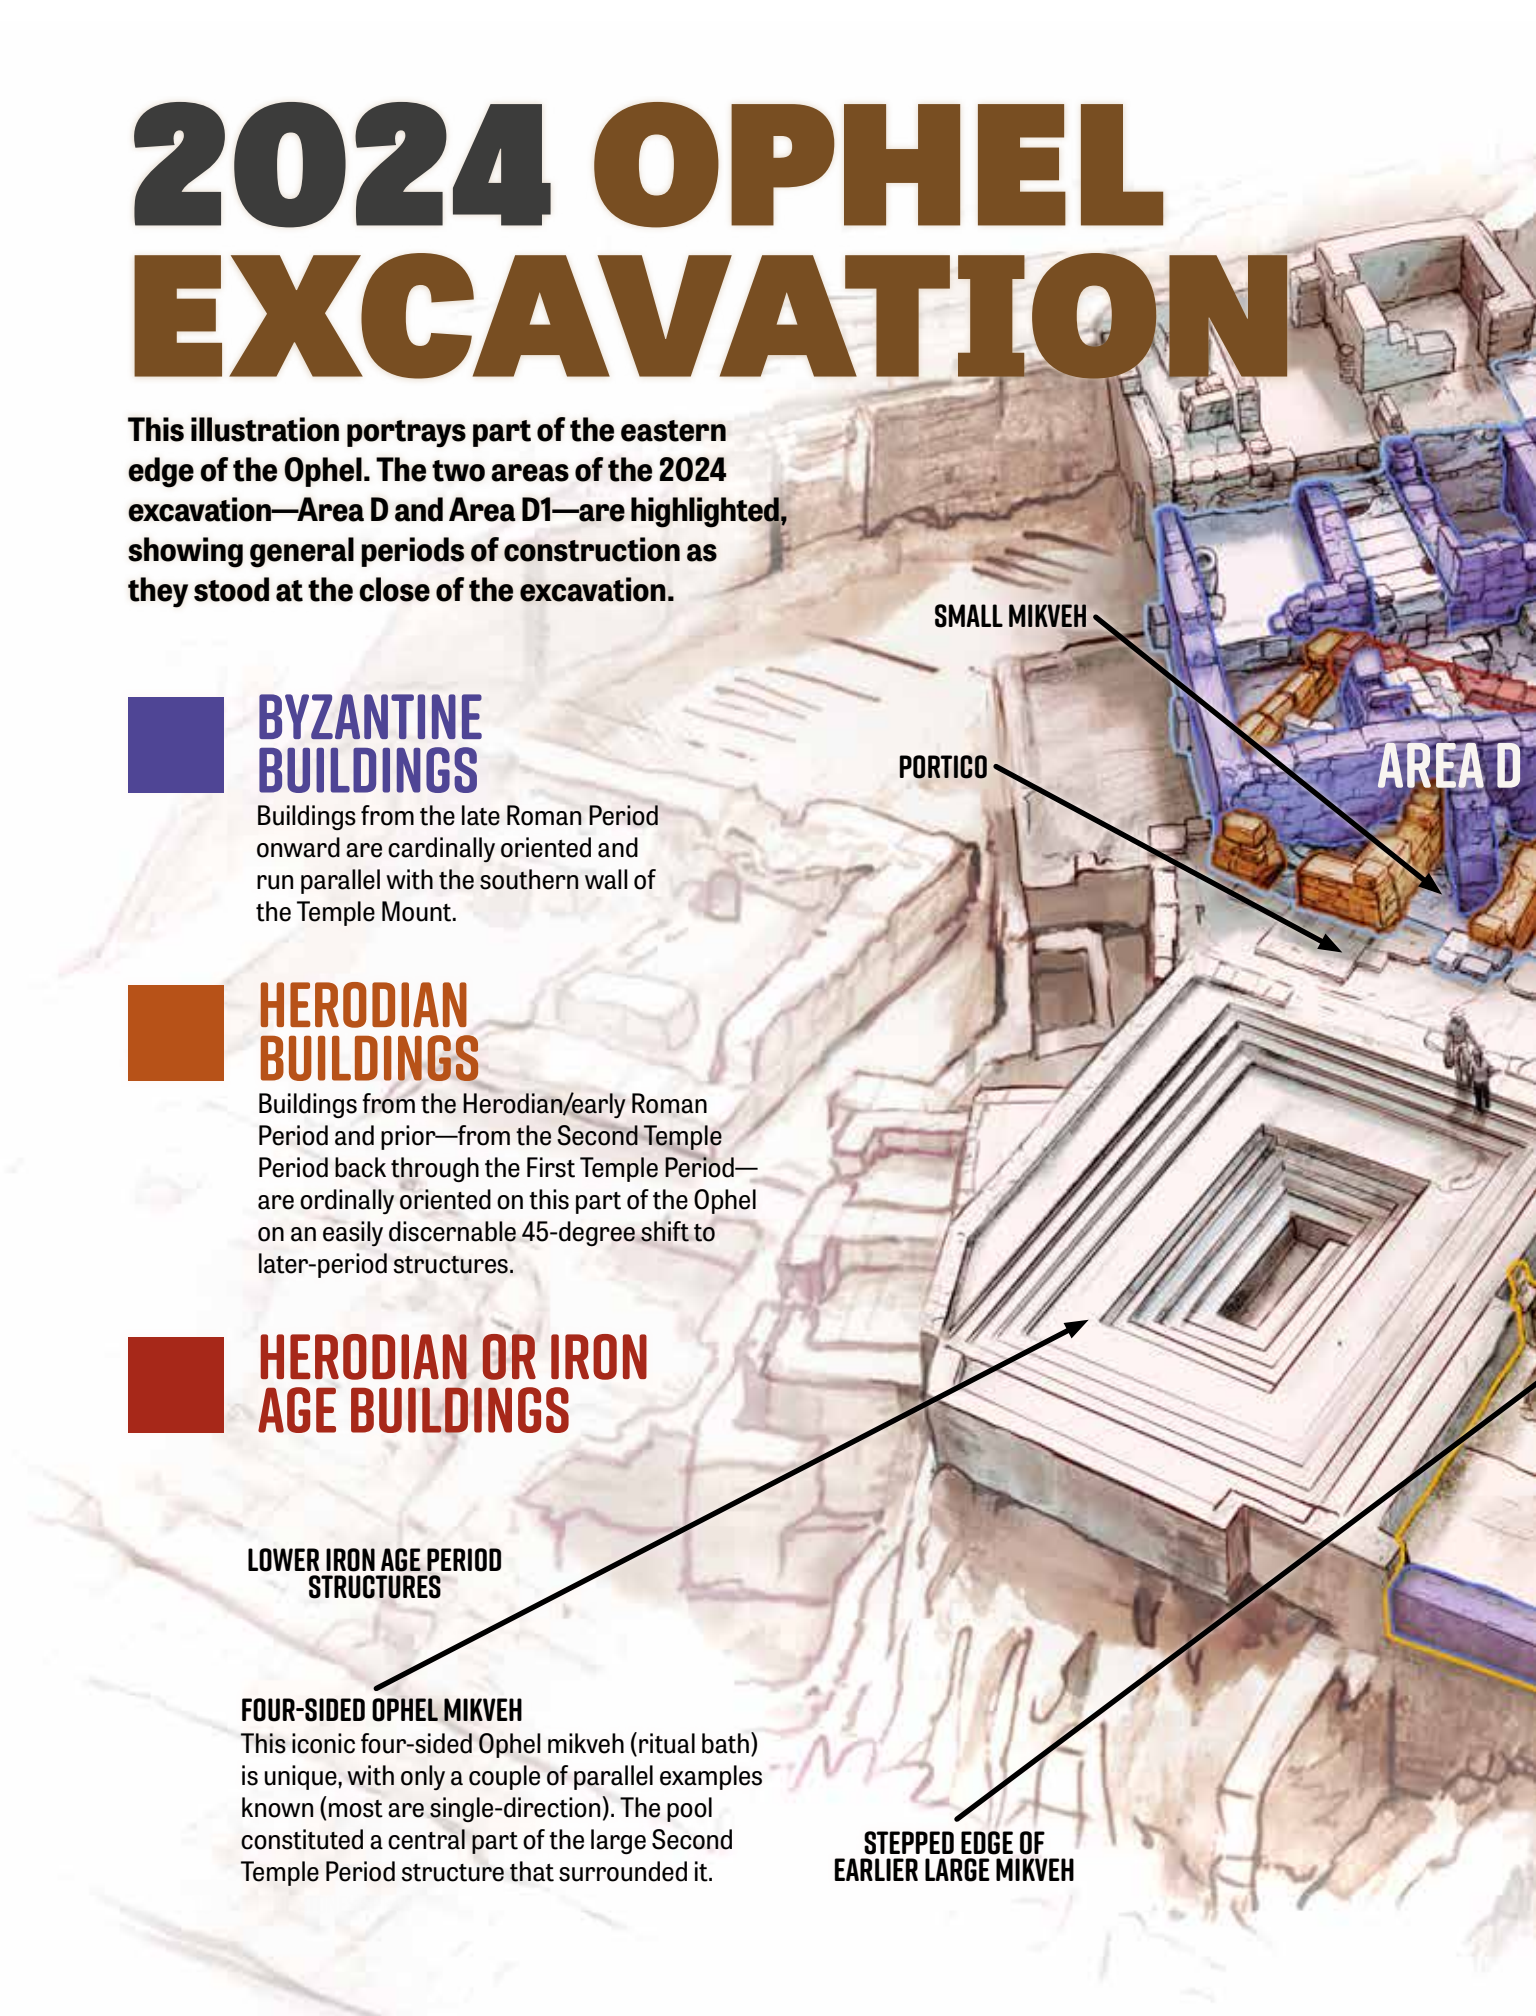 2024 OPHEL
EXCAVATION
This illustration portrays part of the eastern
edge of the Ophel. The two areas of the 2024
excavation—Area D and Area D1—are highlighted,
showing general periods of construction as
they stood at the close of the excavation.
SMALL MIKVEH
PORTICO
AREA D
BYZANTINE
BUILDINGS
Buildings from the late Roman Period
onward are cardinally oriented and
run parallel with the southern wall of
the Temple Mount.
HERODIAN
BUILDINGS
Buildings from the Herodian/early Roman
Period and prior—from the Second Temple
Period back through the First Temple Period—
are ordinally oriented on this part of the Ophel
on an easily discernable 45-degree shift to
later-period structures.
HERODIAN OR IRON
AGE BUILDINGS
LOWER IRON AGE PERIOD
STRUCTURES
FOUR-SIDED OPHEL MIKVEH
This iconic four-sided Ophel mikveh (ritual bath)
is unique, with only a couple of parallel examples
known (most are single-direction). The pool
constituted a central part of the large Second
Temple Period structure that surrounded it.
STEPPED EDGE OF
EARLIER LARGE MIKVEH